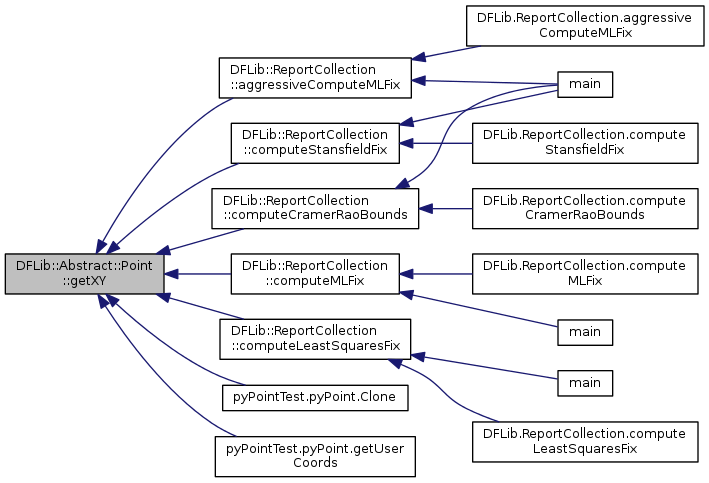 DFLib.ReportCollection.aggressive
ComputeMLFix
DFLib::ReportCollection
::aggressiveComputeMLFix
main
DFLib::ReportCollection
::computeStansfieldFix
DFLib.ReportCollection.compute
StansfieldFix
DFLib::ReportCollection
::computeCramerRaoBounds
DFLib.ReportCollection.compute
CramerRaoBounds
DFLib::Abstract::Point
::getXY
DFLib::ReportCollection
::computeMLFix
DFLib.ReportCollection.compute
MLFix
main
DFLib::ReportCollection
::computeLeastSquaresFix
main
pyPointTest.pyPoint.Clone
DFLib.ReportCollection.compute
LeastSquaresFix
pyPointTest.pyPoint.getUser
Coords